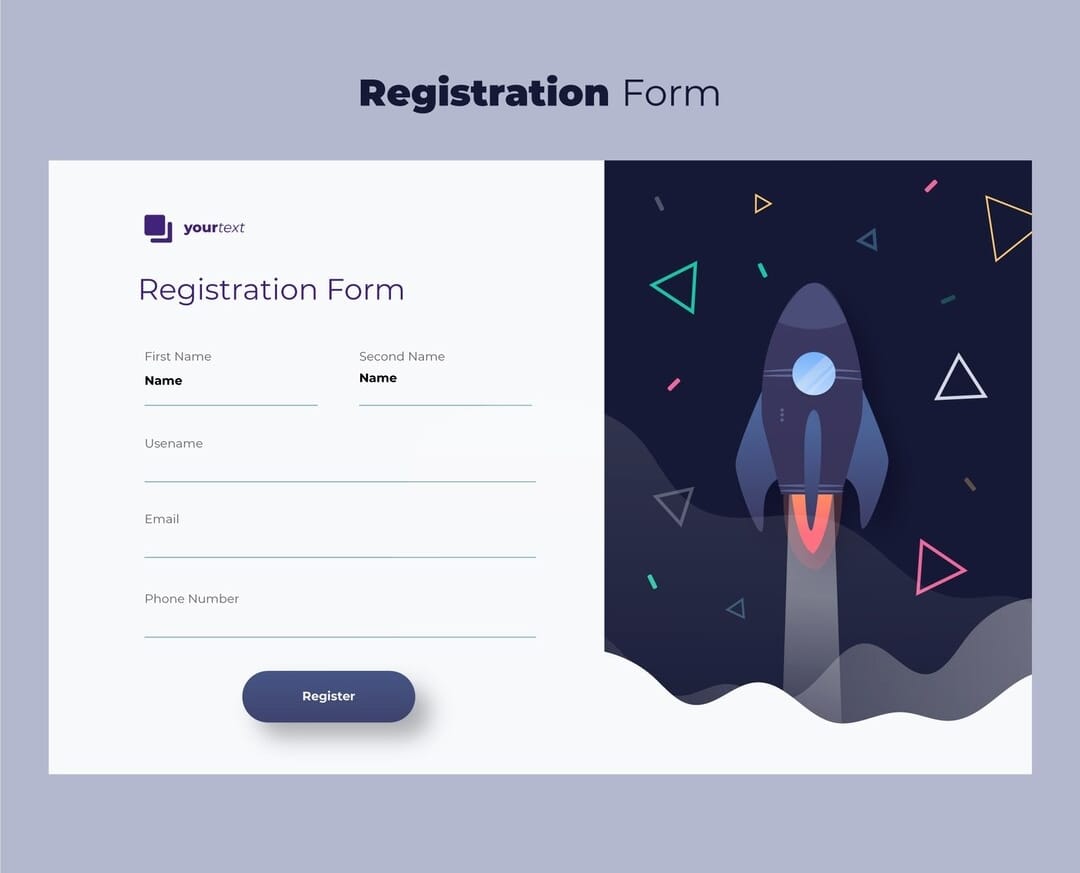 Registration Form
yourtext
Registration Form
First Name
Name
Second Name
Name
Usename
Email
Phone Number
Register